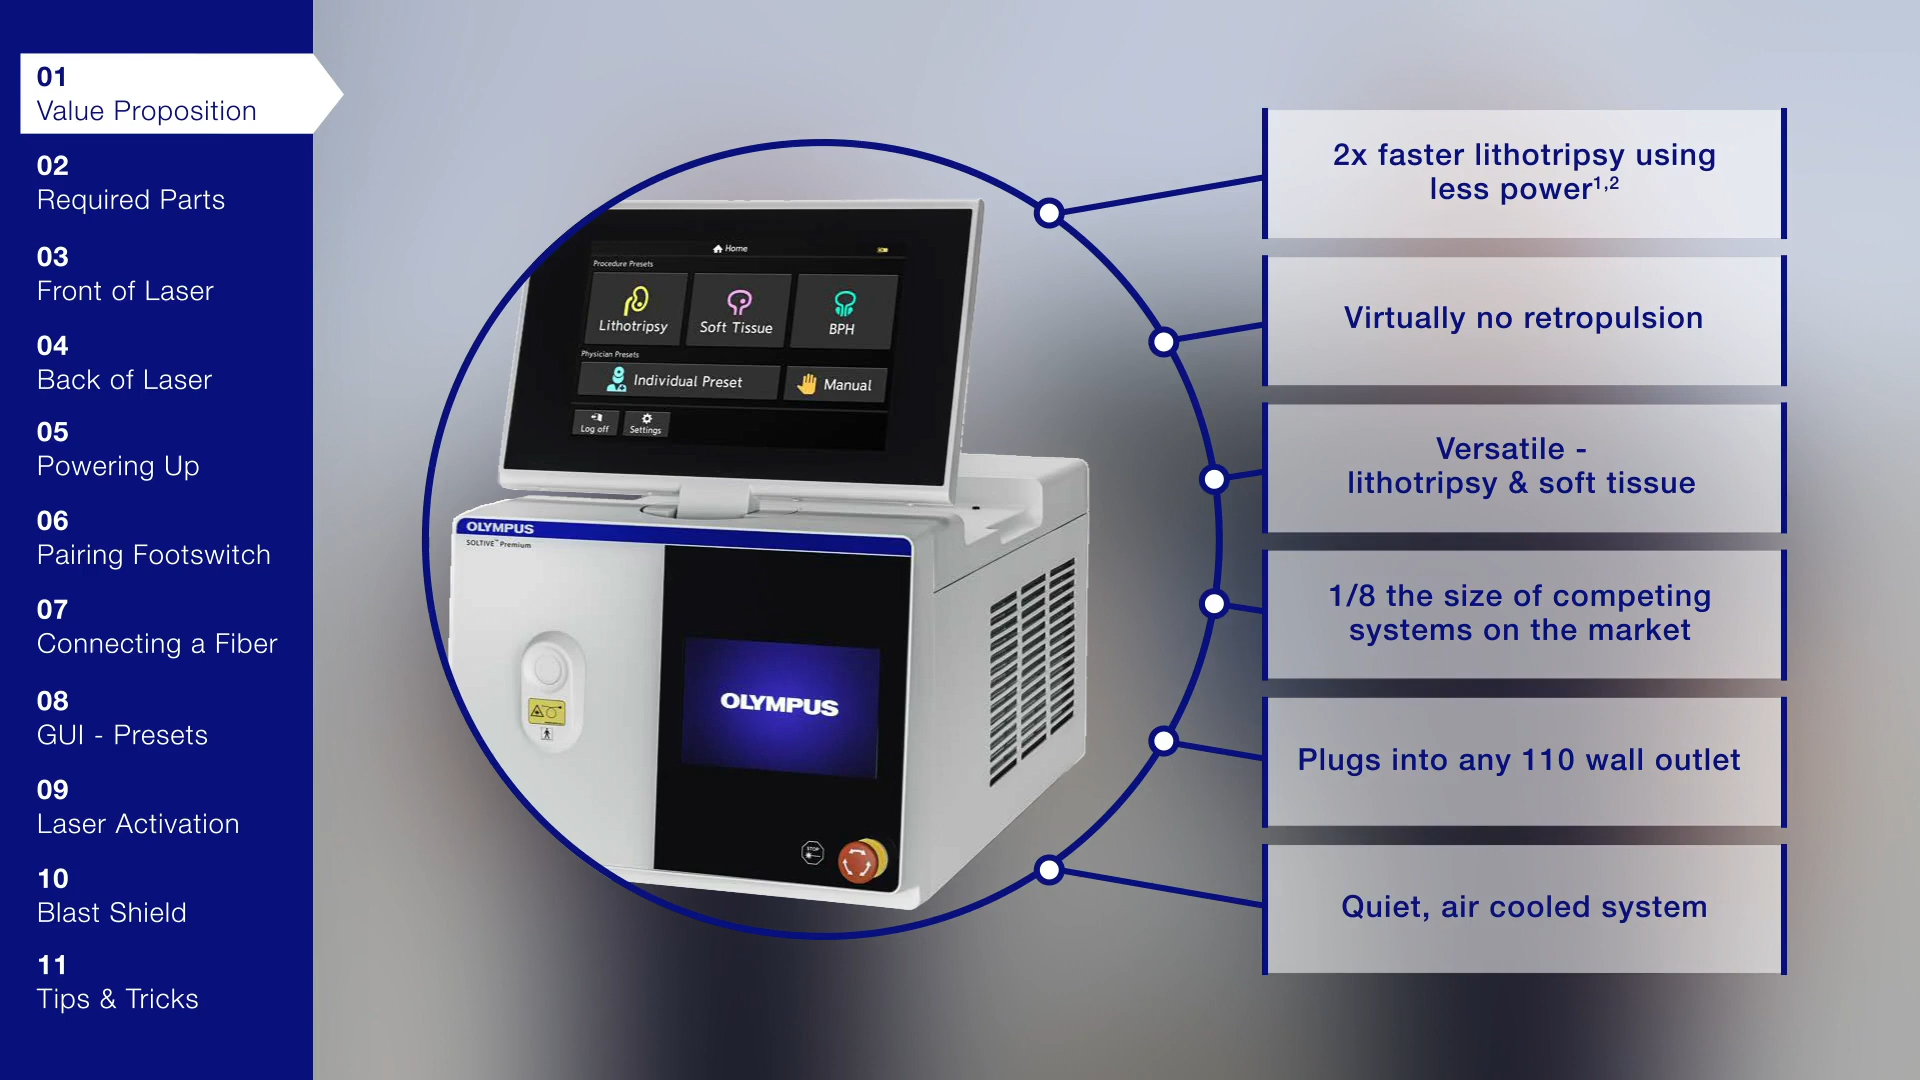 01
Value Proposition
02
Required Parts
03
Front of Laser
04
Back of Laser
05
Powering Up
06
Pairing Footswitch
07
Connecting a Fiber
08
GUI - Presets
09
Laser Activation
10
Blast Shield
11
Tips & Tricks
Home
Procedure Presets
Lithotripsy
Soft Tissue
BPH
Physician Presets
Individual Preset
Manual
Log off
Settings
OLYMPUS
SOLTIVE™ Premium
OLYMPUS
STOP
2x faster lithotripsy using
less power¹,²
Virtually no retropulsion
Versatile -
lithotripsy & soft tissue
1/8 the size of competing
systems on the market
Plugs into any 110 wall outlet
Quiet, air cooled system